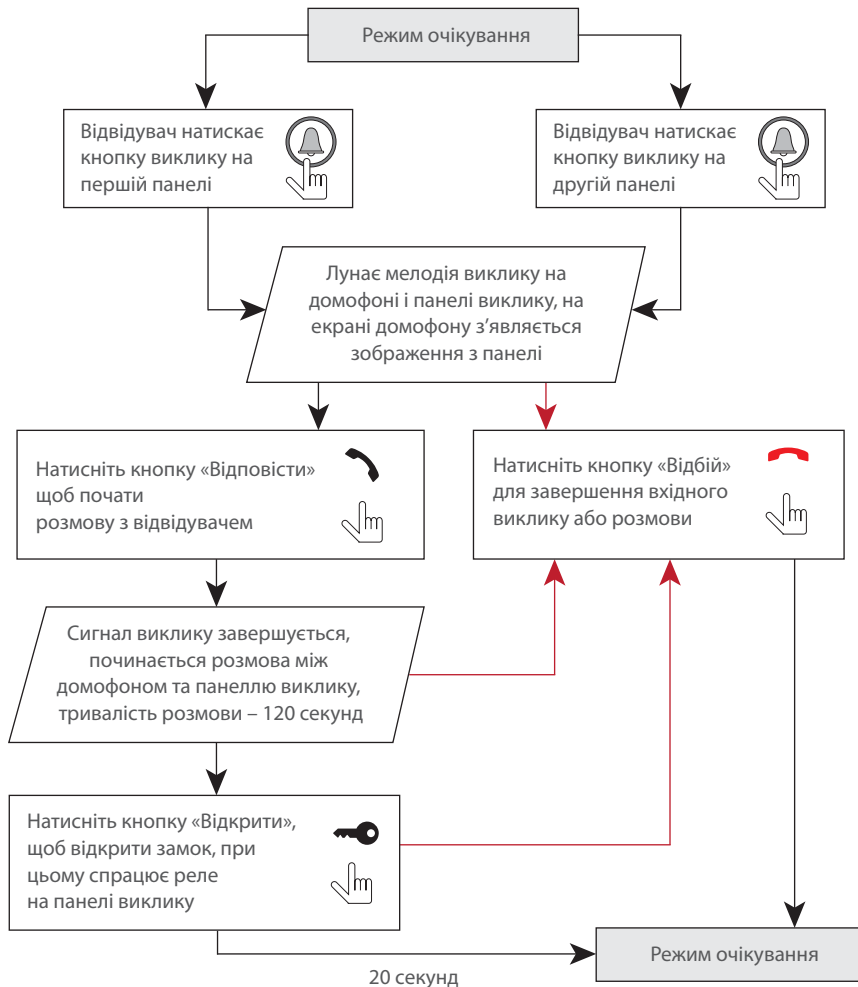 Режим очікування
Відвідувач натискає
кнопку виклику на
першій панелі
Відвідувач натискає
кнопку виклику на
другій панелі
Лунає мелодія виклику на
домофоні і панелі виклику, на
екрані домофону з’являється
зображення з панелі
Натисніть кнопку «Відповісти»
щоб почати
розмову з відвідувачем
Натисніть кнопку «Відбій»
для завершення вхідного
виклику або розмови
Сигнал виклику завершується,
починається розмова між
домофоном та панеллю виклику,
тривалість розмови – 120 секунд
Натисніть кнопку «Відкрити»,
щоб відкрити замок, при
цьому спрацює реле
на панелі виклику
20 секунд
Режим очікування